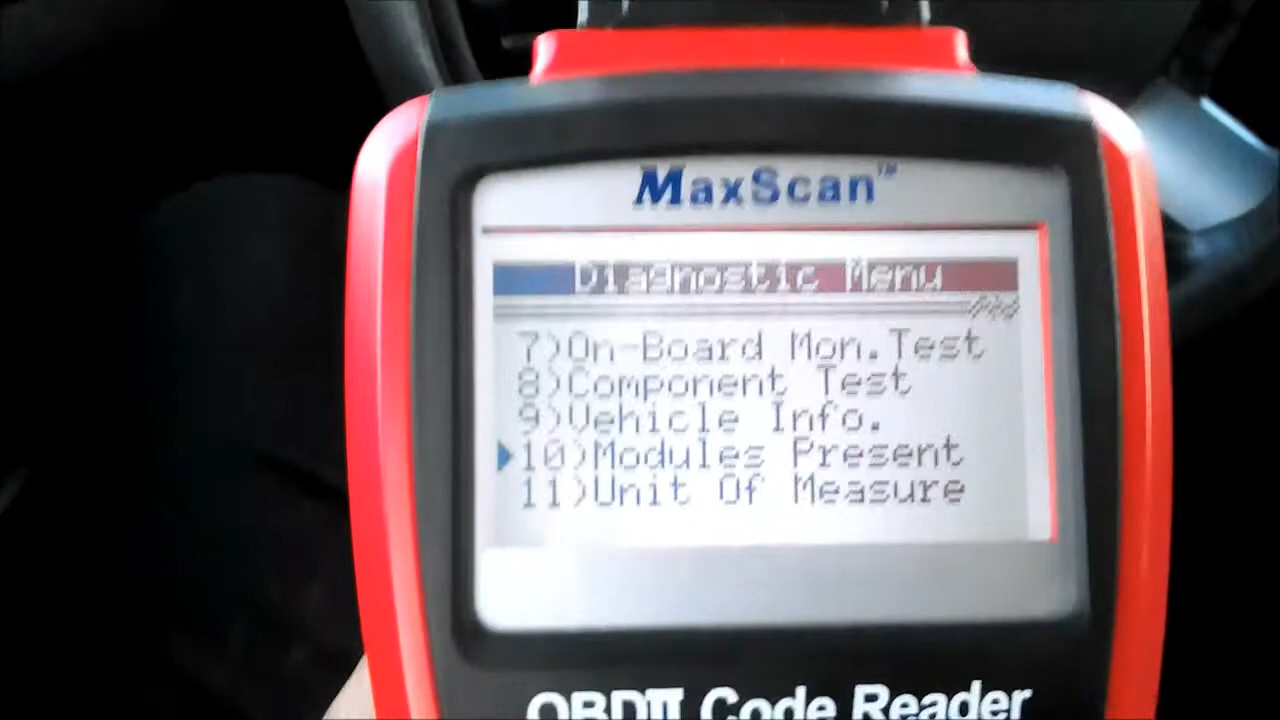 MaxScan™
Diagnostic Menu
7)On-Board Mon.Test
8)Component Test
9)Vehicle Info.
10)Modules Present
11)Unit Of Measure
OBDII Code Reader